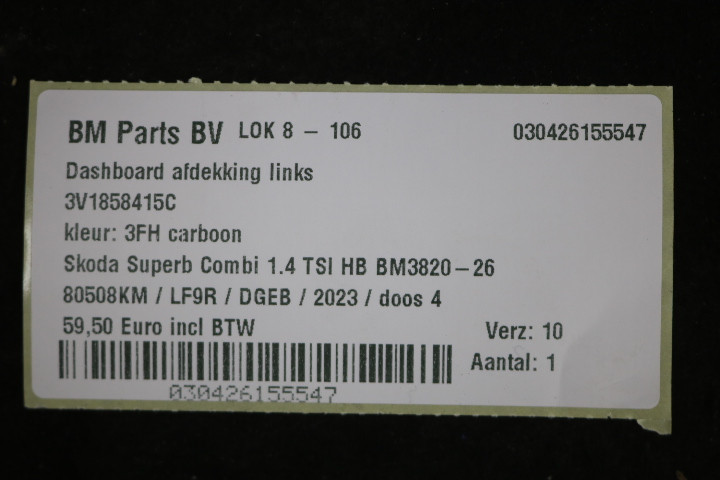 BM Parts BV LOK 8 - 106 030426155547
Dashboard afdekking links
3V1858415C
kleur: 3FH carboon
Skoda Superb Combi 1.4 TSI HB BM3820-26
80508KM / LF9R / DGEB / 2023 / doos 4
59,50 Euro incl BTW Verz: 10
Aantal: 1
030426155547